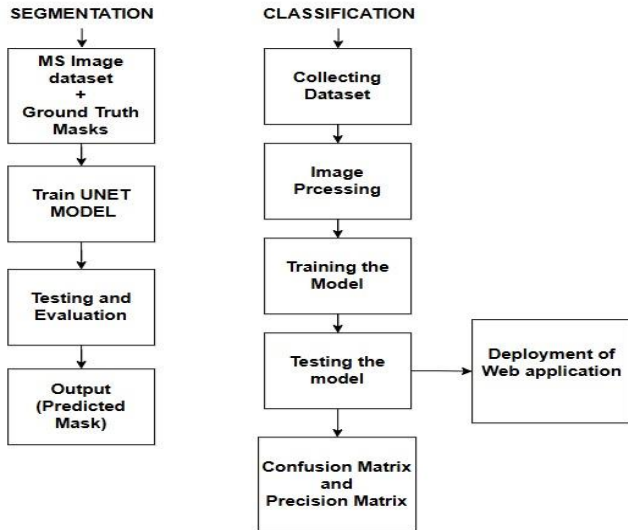 SEGMENTATION
MS Image
dataset
+
Ground Truth
Masks
Train UNET
MODEL
Testing and
Evaluation
Output
(Predicted
Mask)
CLASSIFICATION
Collecting
Dataset
Image
Prcessing
Training the
Model
Testing the
model
Deployment of
Web application
Confusion Matrix
and
Precision Matrix